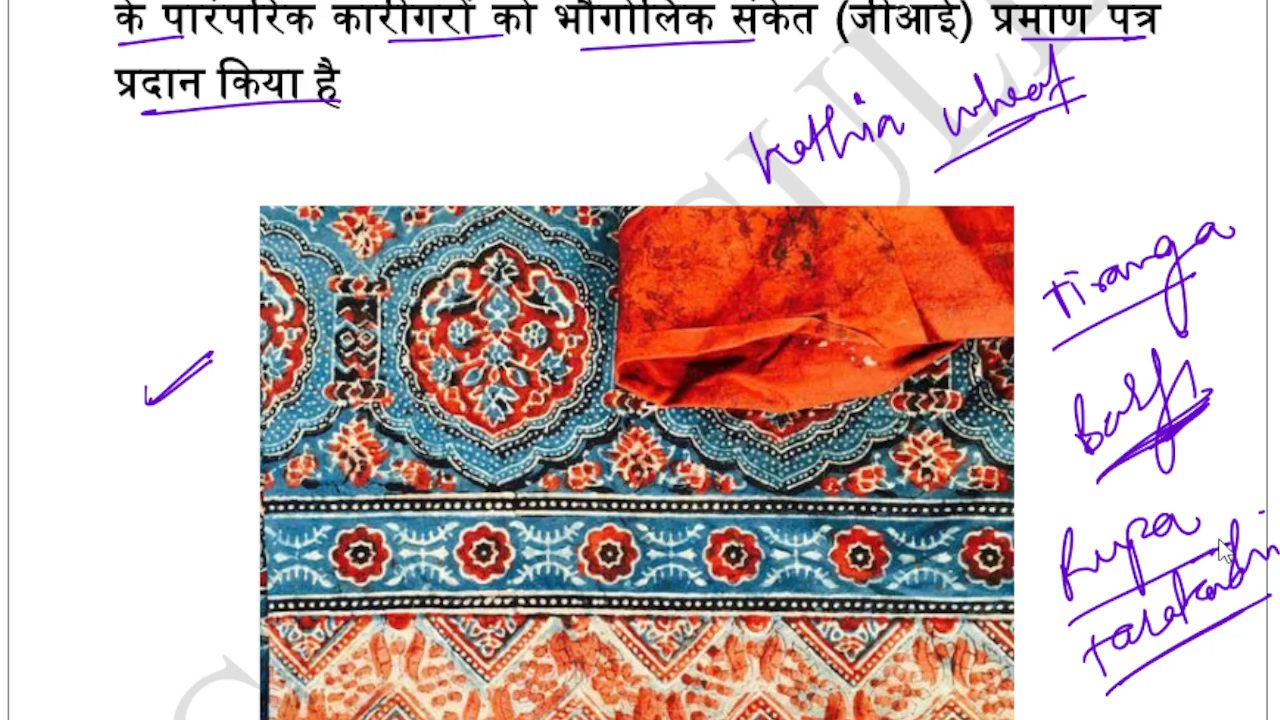 के पारंपरिक कारीगरों को भौगोलिक संकेत (जीआई) प्रमाण पत्र
प्रदान किया है
kathia wheat
Tiranga
barfi
Rupa
tarakashi